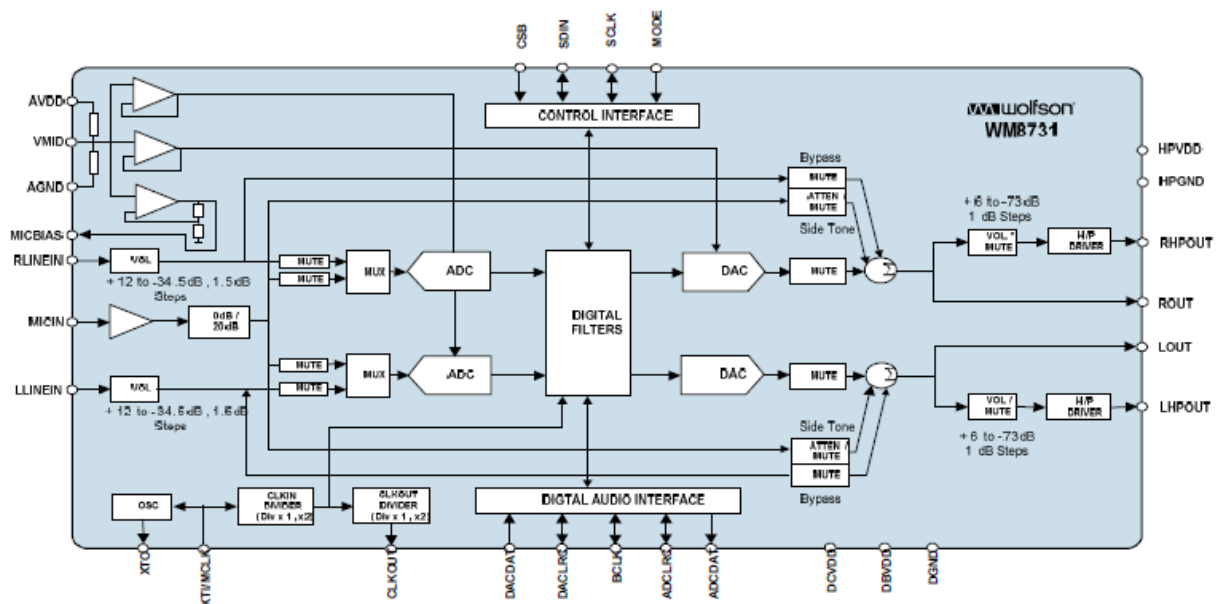 CSB
SDIN
SCLK
MODE
AVDD
VMID
AGND
MICBIAS
RLINEIN
MICIN
LLINEIN
CONTROL INTERFACE
wolfson
WM8731
HPVDD
HPGND
RHPOUT
ROUT
LOUT
LHPOUT
Bypass
MUTE
ATTEN /
MUTE
Side Tone
+ 6 to -73dB
1 dB Steps
VOL
+ 12 to -34.5dB , 1.5dB
Steps
MUTE
MUTE
MUX
ADC
DAC
MUTE
Σ
VOL /
MUTE
H/P
DRIVER
0dB /
20dB
DIGITAL
FILTERS
VOL
+ 12 to -34.5dB , 1.5dB
Steps
MUTE
MUTE
MUX
ADC
DAC
MUTE
Σ
VOL /
MUTE
H/P
DRIVER
+ 6 to -73dB
1 dB Steps
Side Tone
ATTEN /
MUTE
MUTE
Bypass
OSC
CLKIN
DIVIDER
(Div x 1 , x2)
CLKOUT
DIVIDER
(Div x 1 , x2)
DIGITAL AUDIO INTERFACE
XTO
XTI/MCLK
CLKOUT
DACDAT
DACLRC
BCLK
ADCLRC
ADCDAT
DCVDD
DBVDD
DGND